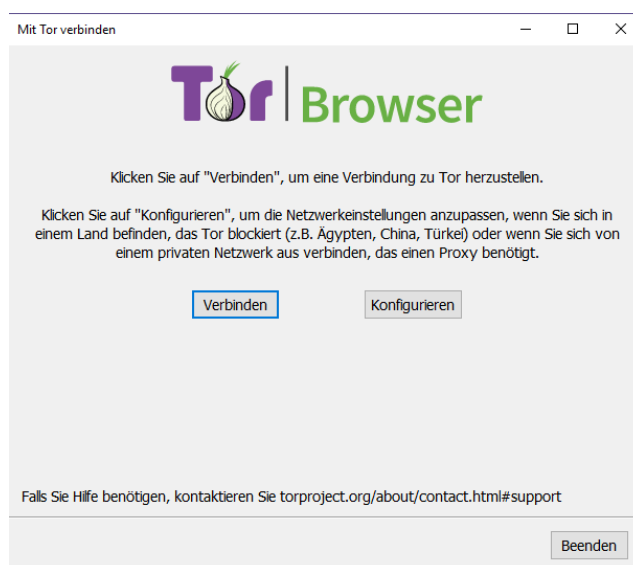 Mit Tor verbinden
Tor Browser
Klicken Sie auf "Verbinden", um eine Verbindung zu Tor herzustellen.
Klicken Sie auf "Konfigurieren", um die Netzwerkeinstellungen anzupassen, wenn Sie sich in
einem Land befinden, das Tor blockiert (z.B. Ägypten, China, Türkei) oder wenn Sie sich von
einem privaten Netzwerk aus verbinden, das einen Proxy benötigt.
Verbinden Konfigurieren
Falls Sie Hilfe benötigen, kontaktieren Sie torproject.org/about/contact.html#support
Beenden